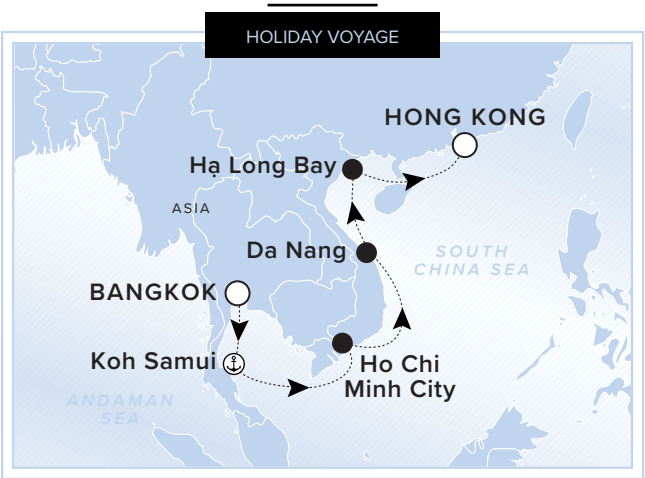 HOLIDAY VOYAGE
HONG KONG
Hạ Long Bay
ASIA
Da Nang
SOUTH
CHINA SEA
BANGKOK
Koh Samui
Ho Chi
Minh City
ANDAMAN
SEA